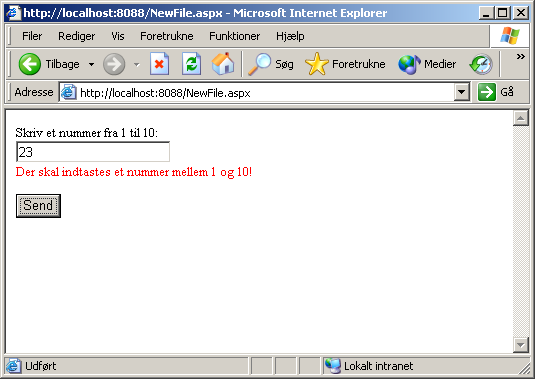 http://localhost:8088/NewFile.aspx - Microsoft Internet Explorer
Filer Rediger Vis Foretrukne Funktioner Hjælp
Tilbage Søg Foretrukne Medier »
Adresse http://localhost:8088/NewFile.aspx Gå
Skriv et nummer fra 1 til 10:
23
Der skal indtastes et nummer mellem 1 og 10!
Send
Udført Lokalt intranet